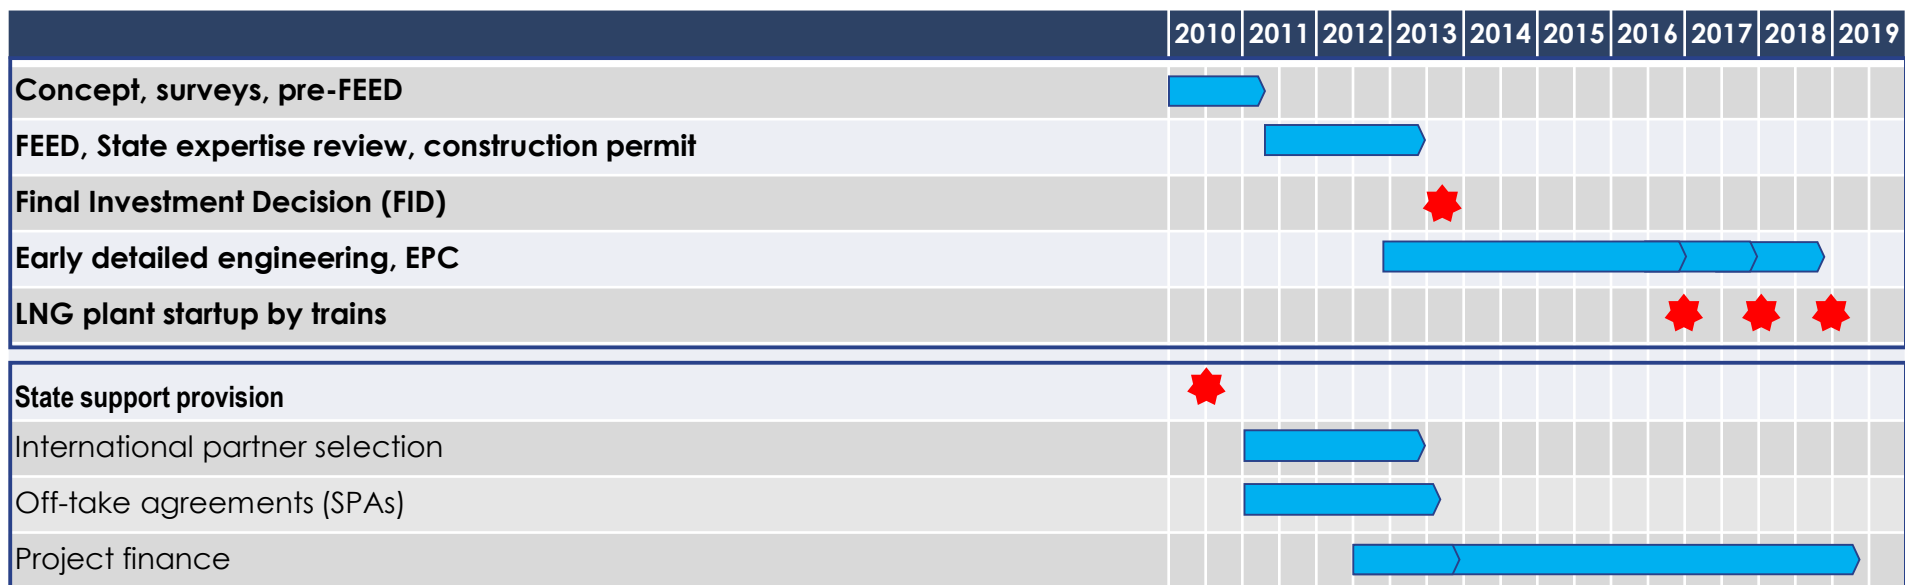 2010 2011 2012 2013 2014 2015 2016 2017 2018 2019
Concept, surveys, pre-FEED
FEED, State expertise review, construction permit
Final Investment Decision (FID)
Early detailed engineering, EPC
LNG plant startup by trains
State support provision
International partner selection
Off-take agreements (SPAs)
Project finance